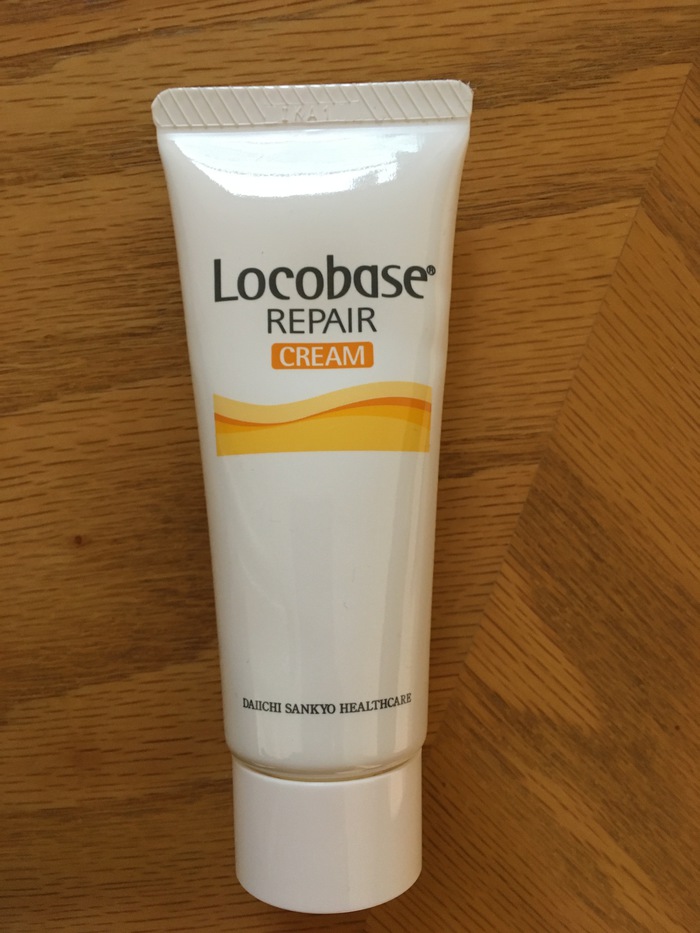 Locobase®
REPAIR
CREAM
DAIICHI SANKYO HEALTHCARE